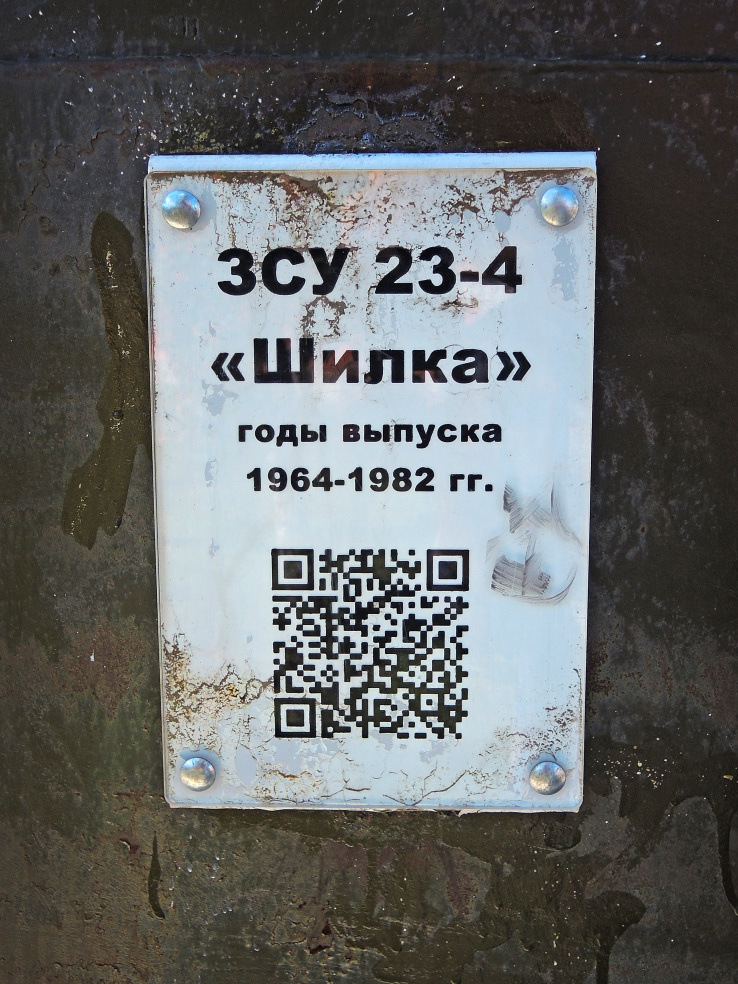 ЗСУ 23-4
«Шилка»
годы выпуска
1964-1982 гг.